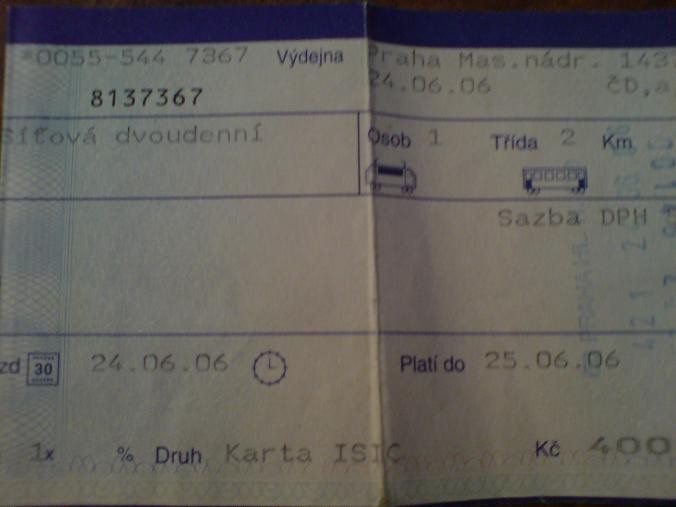 *0055-544 7367 Výdejna Praha Mas.nádr. 143
8137367 24.06.06 ČD,a
Síťová dvoudenní Osob 1 Třída 2 Km
Sazba DPH 5
zd 30 24.06.06 Platí do 25.06.06
1x % Druh Karta ISIC Kč 400